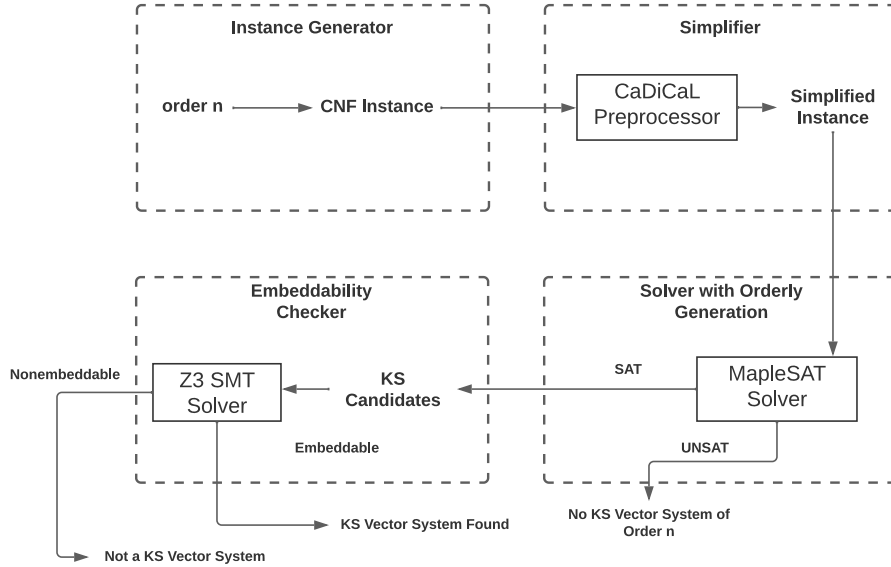 Instance Generator
Simplifier
order n
CNF Instance
CaDiCaL
Preprocessor
Simplified
Instance
Embeddability
Checker
Solver with Orderly
Generation
Nonembeddable
Z3 SMT
Solver
KS
Candidates
SAT
MapleSAT
Solver
Embeddable
UNSAT
KS Vector System Found
No KS Vector System of
Order n
Not a KS Vector System